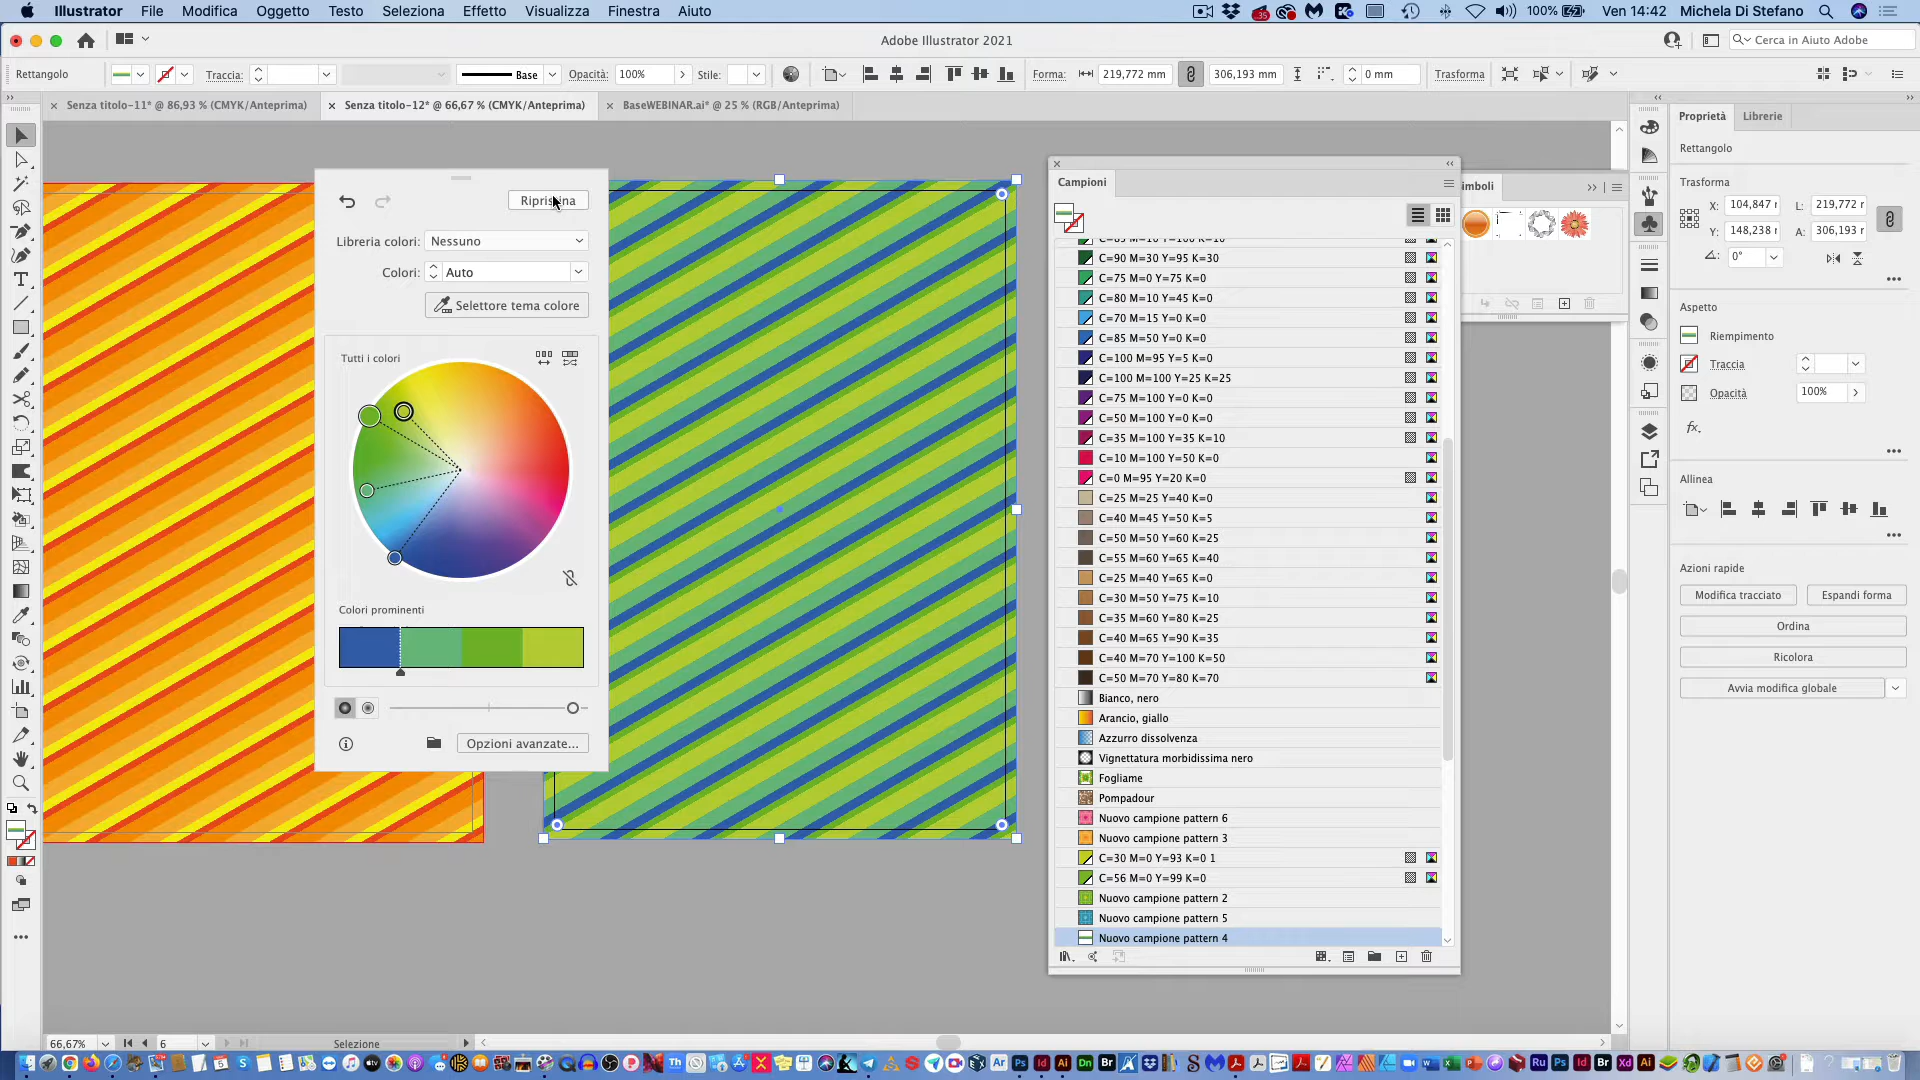 Illustrator File Modifica Oggetto Testo Selezione Effetto Visualizza Finestra Aiuto 35 100% Ven 14:42 Michela Di Stefano
Adobe Illustrator 2021 Cerca in Aiuto Adobe
Rettangolo Traccia: Base Opacità: 100% Stile: Forma: 219,772 mm 306,193 mm 0 mm Trasforma
Senza titolo-11* @ 86,93 % (CMYK/Anteprima) Senza titolo-12* @ 66,67 % (CMYK/Anteprima) BaseWEBINAR.ai* @ 25 % (RGB/Anteprima)
Ripristina
Libreria colori: Nessuno
Colori: Auto
Selettore tema colore
Tutti i colori
Colori prominenti
Opzioni avanzate...
Campioni
C=85 M=10 Y=100 K=10
C=90 M=30 Y=95 K=30
C=75 M=0 Y=75 K=0
C=80 M=10 Y=45 K=0
C=70 M=15 Y=0 K=0
C=85 M=50 Y=0 K=0
C=100 M=95 Y=5 K=0
C=100 M=100 Y=25 K=25
C=75 M=100 Y=0 K=0
C=50 M=100 Y=0 K=0
C=35 M=100 Y=35 K=10
C=10 M=100 Y=50 K=0
C=0 M=95 Y=20 K=0
C=25 M=25 Y=40 K=0
C=40 M=45 Y=50 K=5
C=50 M=50 Y=60 K=25
C=55 M=60 Y=65 K=40
C=25 M=40 Y=65 K=0
C=30 M=50 Y=75 K=10
C=35 M=60 Y=80 K=25
C=40 M=65 Y=90 K=35
C=40 M=70 Y=100 K=50
C=50 M=70 Y=80 K=70
Bianco, nero
Arancio, giallo
Azzurro dissolvenza
Vignettatura morbidissima nero
Fogliame
Pompadour
Nuovo campione pattern 6
Nuovo campione pattern 3
C=30 M=0 Y=93 K=0 1
C=56 M=0 Y=99 K=0
Nuovo campione pattern 2
Nuovo campione pattern 5
Nuovo campione pattern 4
imboli
Proprietà Librerie
Rettangolo
Trasforma
X: 104,847 r L: 219,772 r
Y: 148,238 r A: 306,193 r
0°
Aspetto
Riempimento
Traccia
Opacità 100%
fx.
Allinea
Azioni rapide
Modifica tracciato Espandi forma
Ordina
Ricolora
Avvia modifica globale
66,67% 6 Selezione